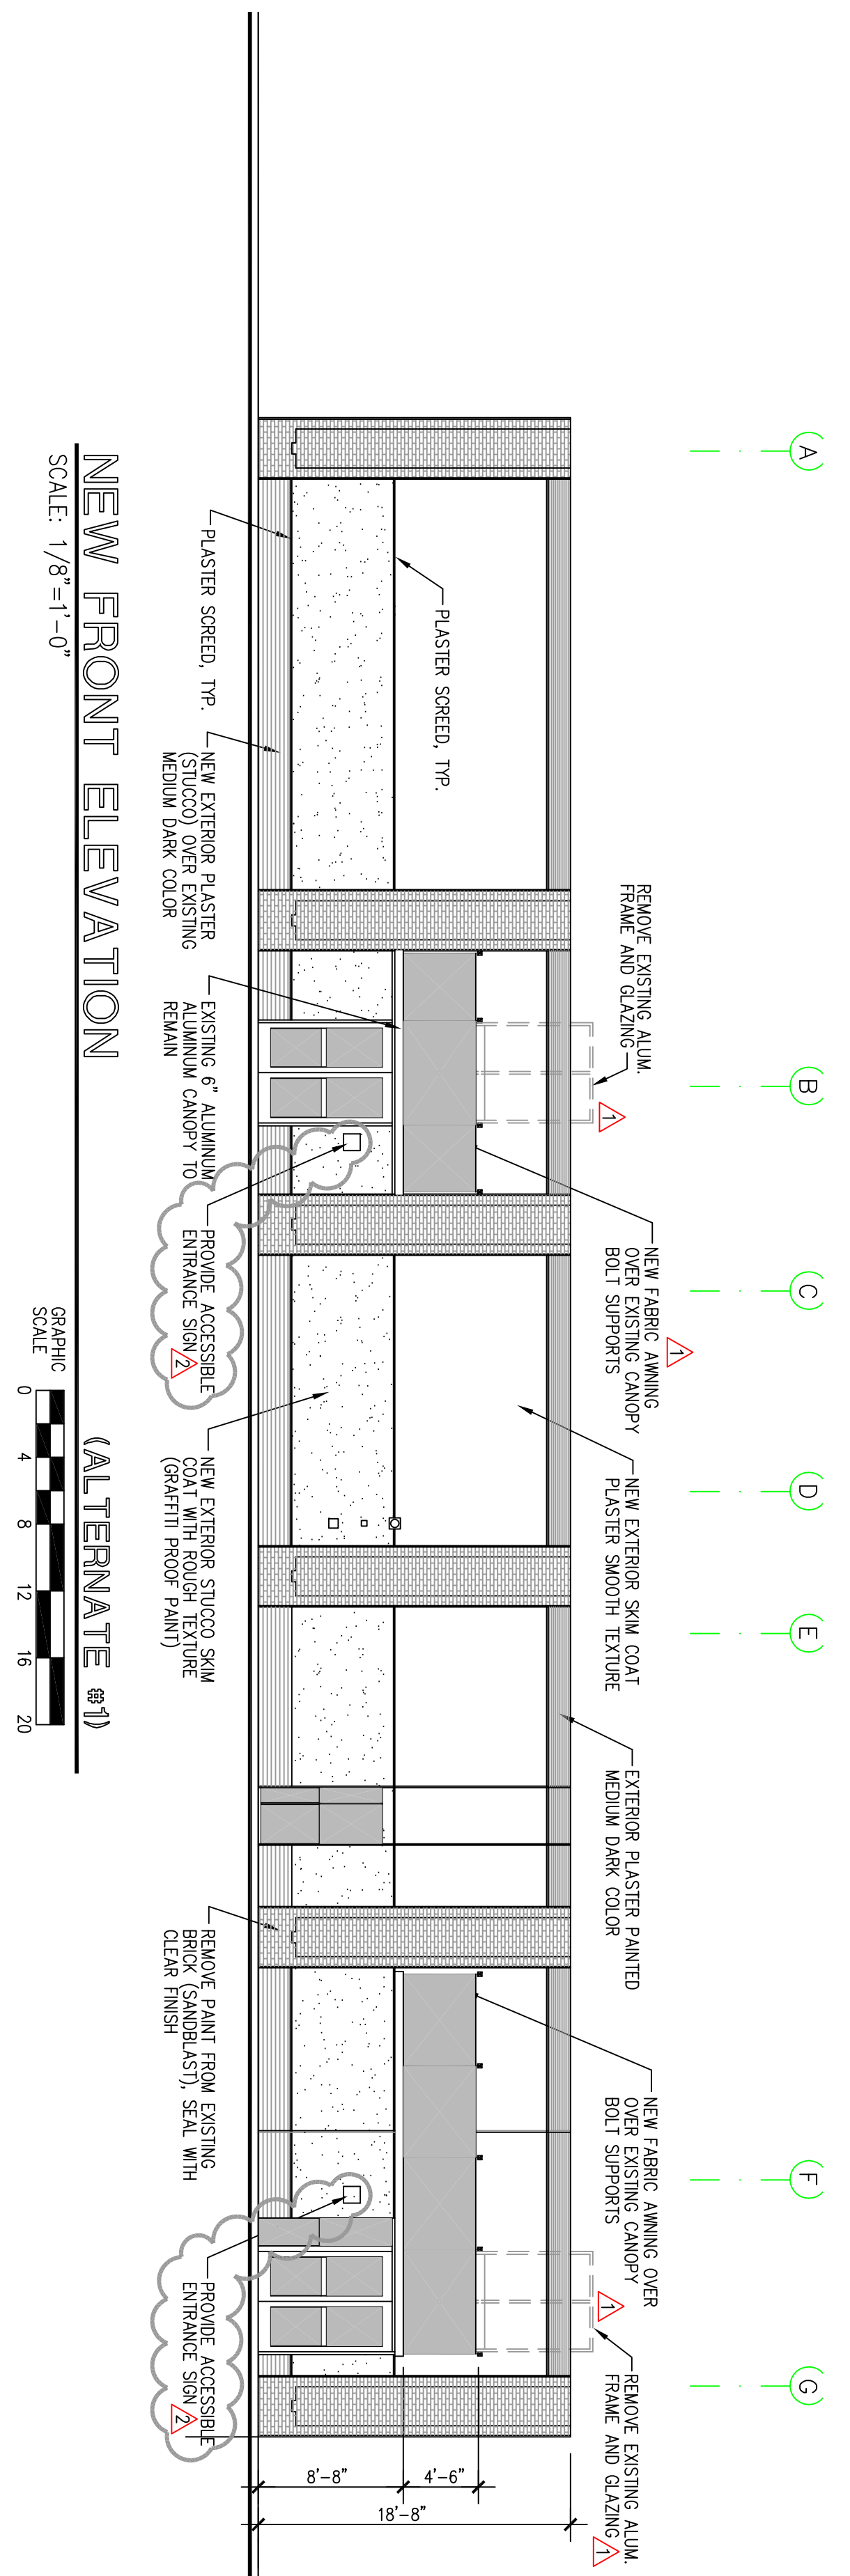 A
B
C
D
E
F
G
REMOVE EXISTING ALUM.
FRAME AND GLAZING
1
NEW FABRIC AWNING
OVER EXISTING CANOPY
BOLT SUPPORTS
1
NEW EXTERIOR SKIM COAT
PLASTER SMOOTH TEXTURE
EXTERIOR PLASTER PAINTED
MEDIUM DARK COLOR
NEW FABRIC AWNING OVER
OVER EXISTING CANOPY
BOLT SUPPORTS
1
REMOVE EXISTING ALUM.
FRAME AND GLAZING
1
PLASTER SCREED, TYP.
8'-8"
4'-6"
18'-8"
PLASTER SCREED, TYP.
NEW EXTERIOR PLASTER
(STUCCO) OVER EXISTING
MEDIUM DARK COLOR
EXISTING 6" ALUMINUM
ALUMINUM CANOPY TO
REMAIN
PROVIDE ACCESSIBLE
ENTRANCE SIGN
2
NEW EXTERIOR STUCCO SKIM
COAT WITH ROUGH TEXTURE
(GRAFFITI PROOF PAINT)
REMOVE PAINT FROM EXISTING
BRICK (SANDBLAST), SEAL WITH
CLEAR FINISH
PROVIDE ACCESSIBLE
ENTRANCE SIGN
2
NEW FRONT ELEVATION
(ALTERNATE #1)
SCALE: 1/8"=1'-0"
GRAPHIC
SCALE
0 4 8 12 16 20